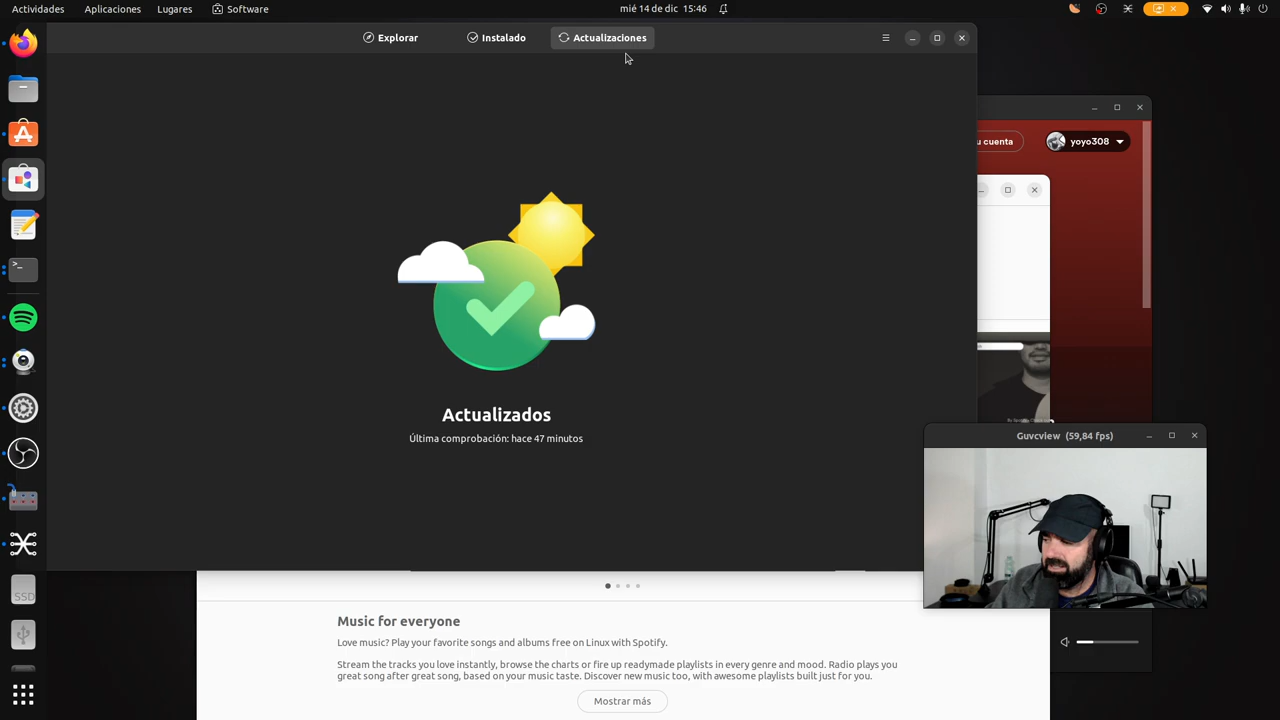 Actividades Aplicaciones Lugares Software mié 14 de dic 15:46
Explorar Instalado Actualizaciones
u cuenta yoyo308
Actualizados
Última comprobación: hace 47 minutos
Guvcview (59,84 fps)
SSD
Music for everyone
Love music? Play your favorite songs and albums free on Linux with Spotify.
Stream the tracks you love instantly, browse the charts or fire up readymade playlists in every genre and mood. Radio plays you
great song after great song, based on your music taste. Discover new music too, with awesome playlists built just for you.
Mostrar más